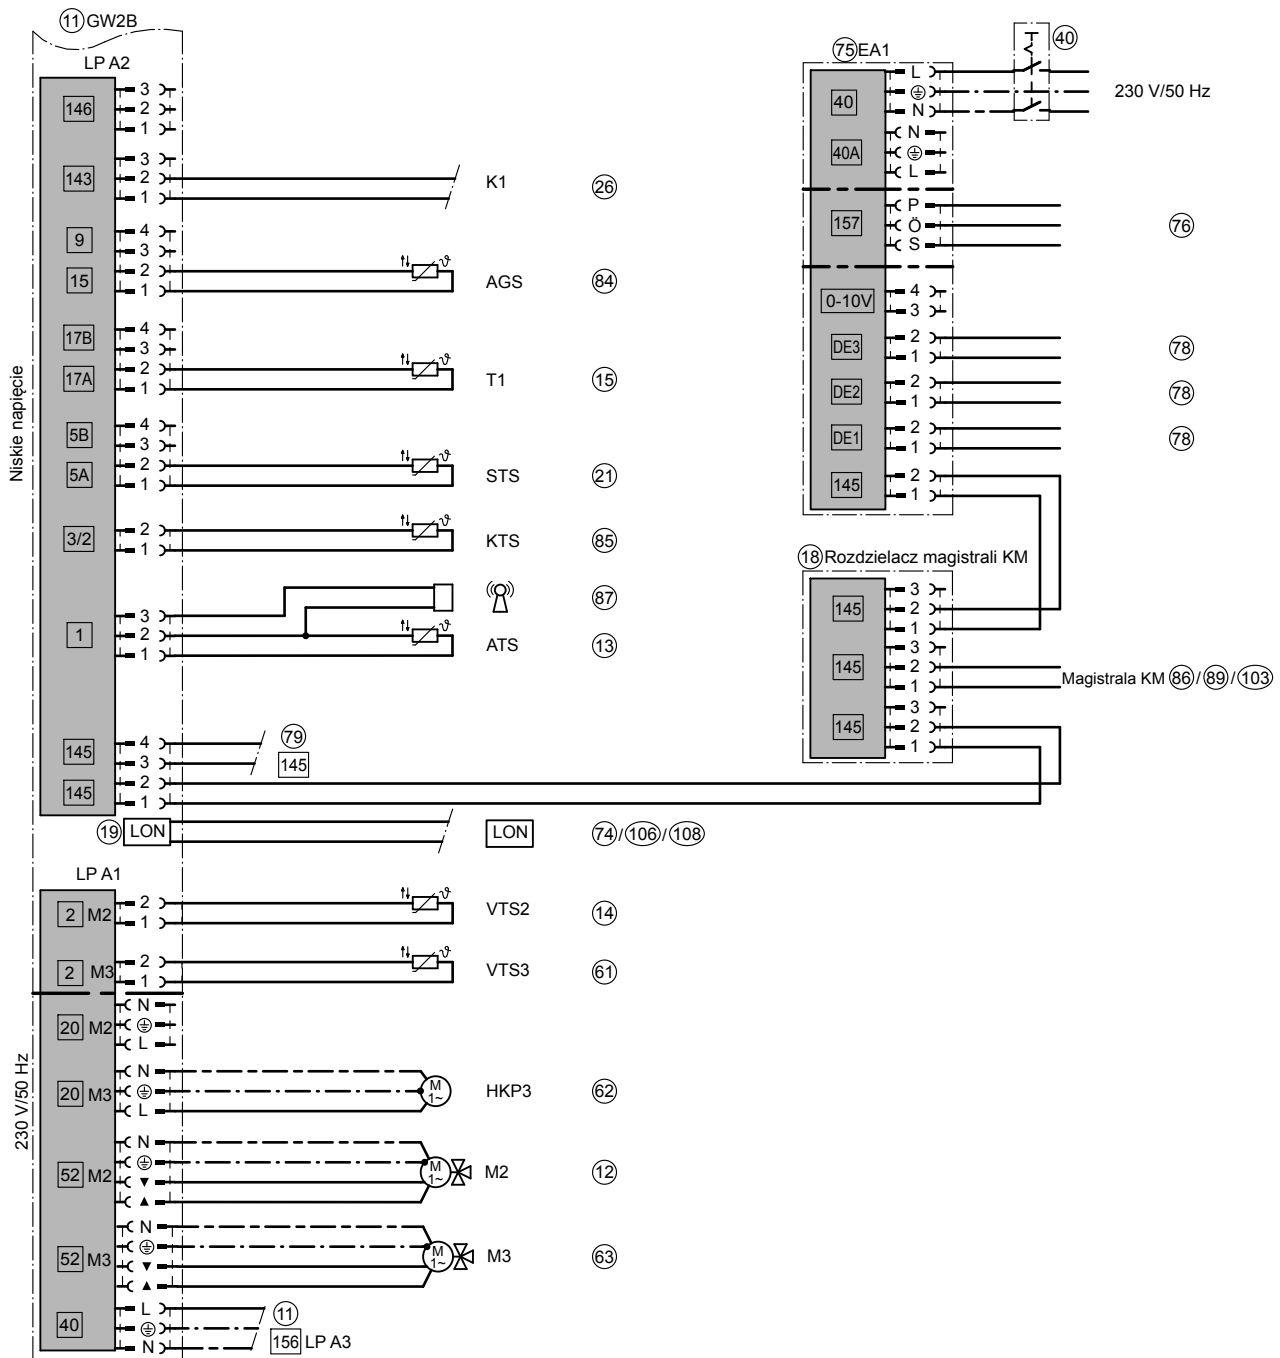 11 GW2B
LP A2
146
3
2
1
143
3
2
1
K1
26
9
15
4
3
2
1
ϑ
AGS
84
17B
17A
4
3
2
1
ϑ
T1
15
5B
5A
4
3
2
1
ϑ
STS
21
3/2
2
1
ϑ
KTS
85
87
1
3
2
1
ϑ
ATS
13
145
145
4
3
2
1
79
145
Niskie napięcie
19 LON
LON
74/106/108
LP A1
2 M2
2
1
ϑ
VTS2
14
2 M3
2
1
ϑ
VTS3
61
230 V/50 Hz
20 M2
N
L
20 M3
N
L
M
1~
HKP3
62
52 M2
N
▼
▲
M
1~
M2
12
52 M3
N
▼
▲
M
1~
M3
63
40
L
N
11
156 LP A3
75 EA1
40
40
L
N
230 V/50 Hz
40A
N
L
157
P
Ö
S
76
0-10V
4
3
DE3
2
1
78
DE2
2
1
78
DE1
2
1
78
145
2
1
18 Rozdzielacz magistrali KM
145
3
2
1
145
3
2
1
Magistrala KM 86/89/103
145
3
2
1